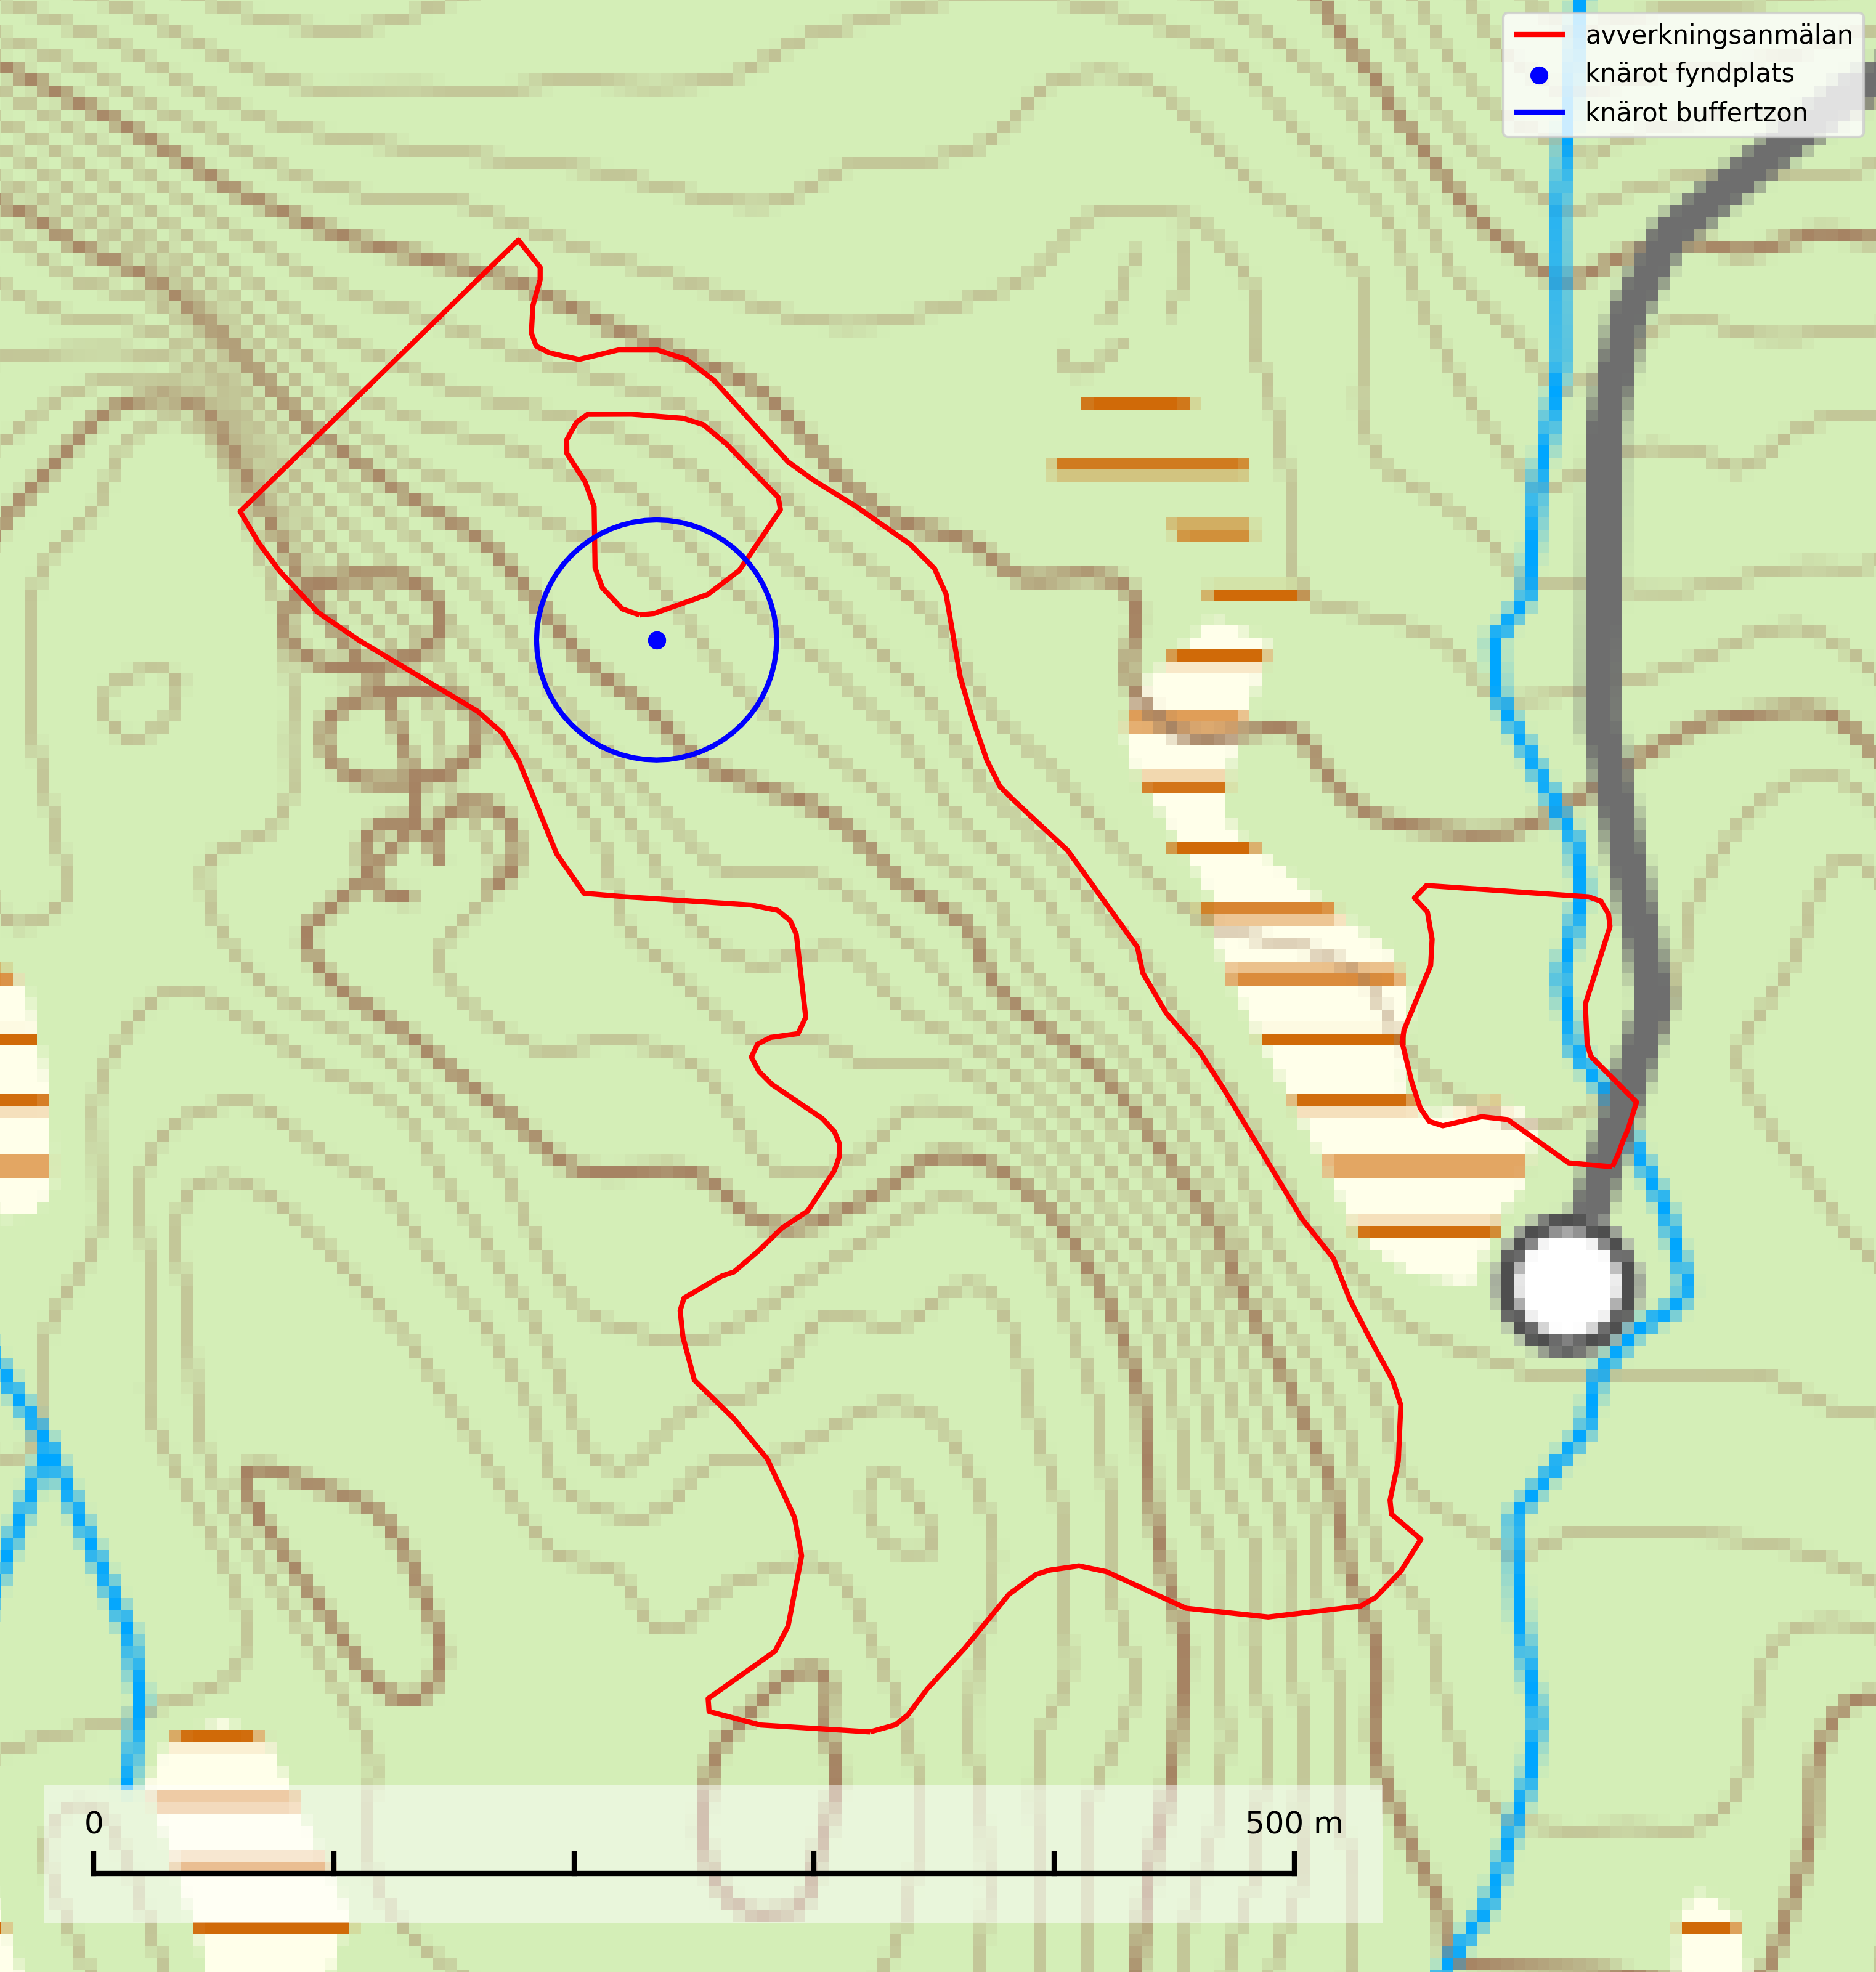 avverkningsanmälan
knärot fyndplats
knärot buffertzon
0
500 m